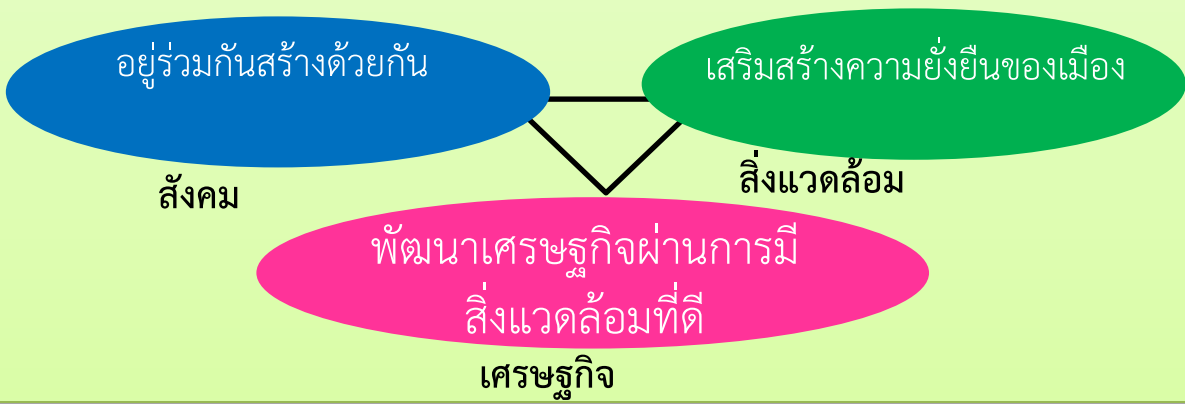 อยู่ร่วมกันสร้างด้วยกัน
สังคม
เสริมสร้างความยั่งยืนของเมือง
สิ่งแวดล้อม
พัฒนาเศรษฐกิจผ่านการมี
สิ่งแวดล้อมที่ดี
เศรษฐกิจ